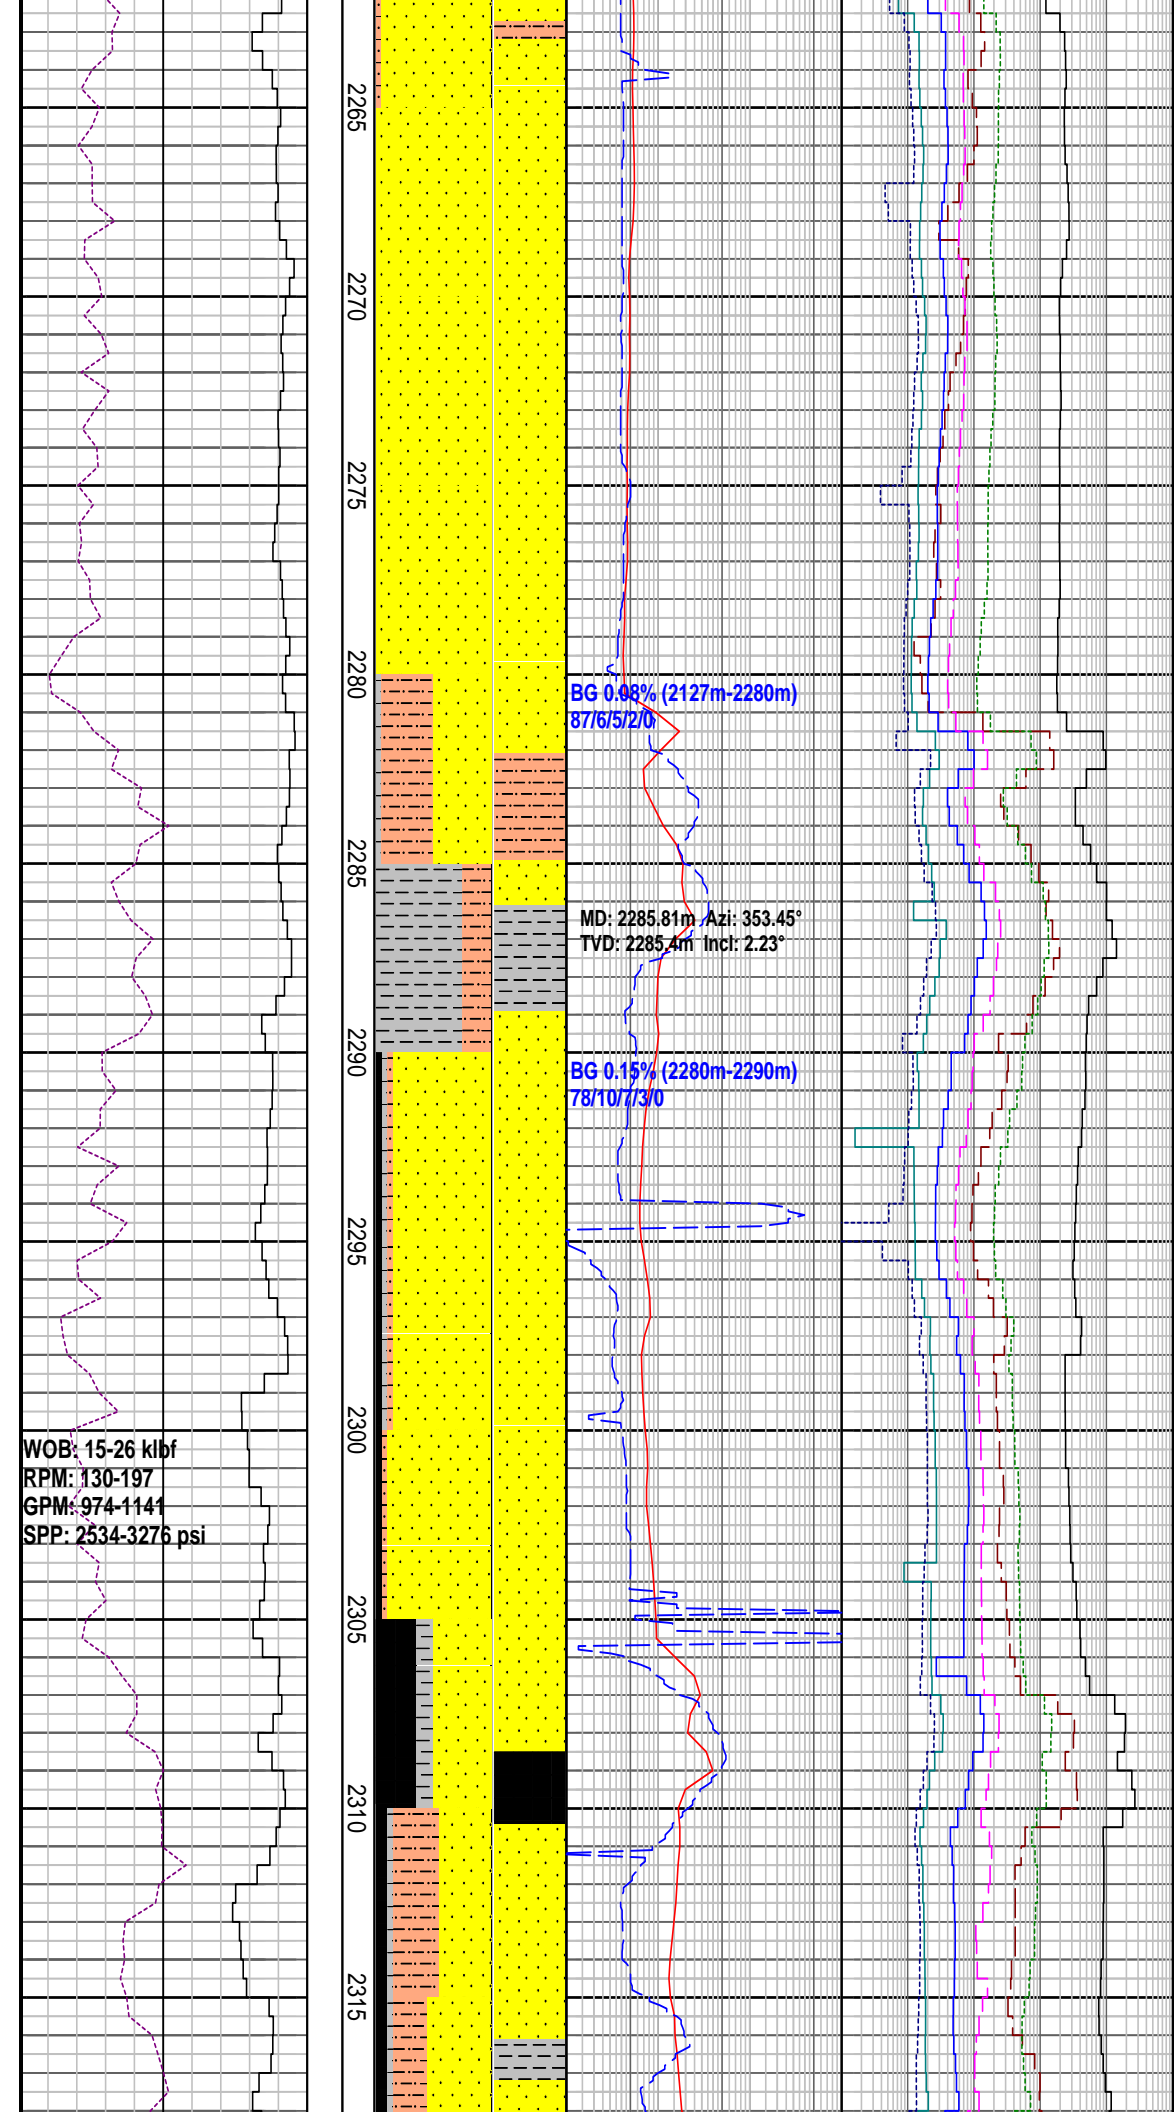 2265
2270
2275
2280
BG 0.08% (2127m-2280m)
87/6/5/2/0
2285
MD: 2285.81m Azi: 353.45°
TVD: 2285.4m Incl: 2.23°
2290
BG 0.15% (2280m-2290m)
78/10/7/3/0
2295
2300
WOB: 15-26 klbf
RPM: 130-197
GPM: 974-1141
SPP: 2534-3276 psi
2305
2310
2315